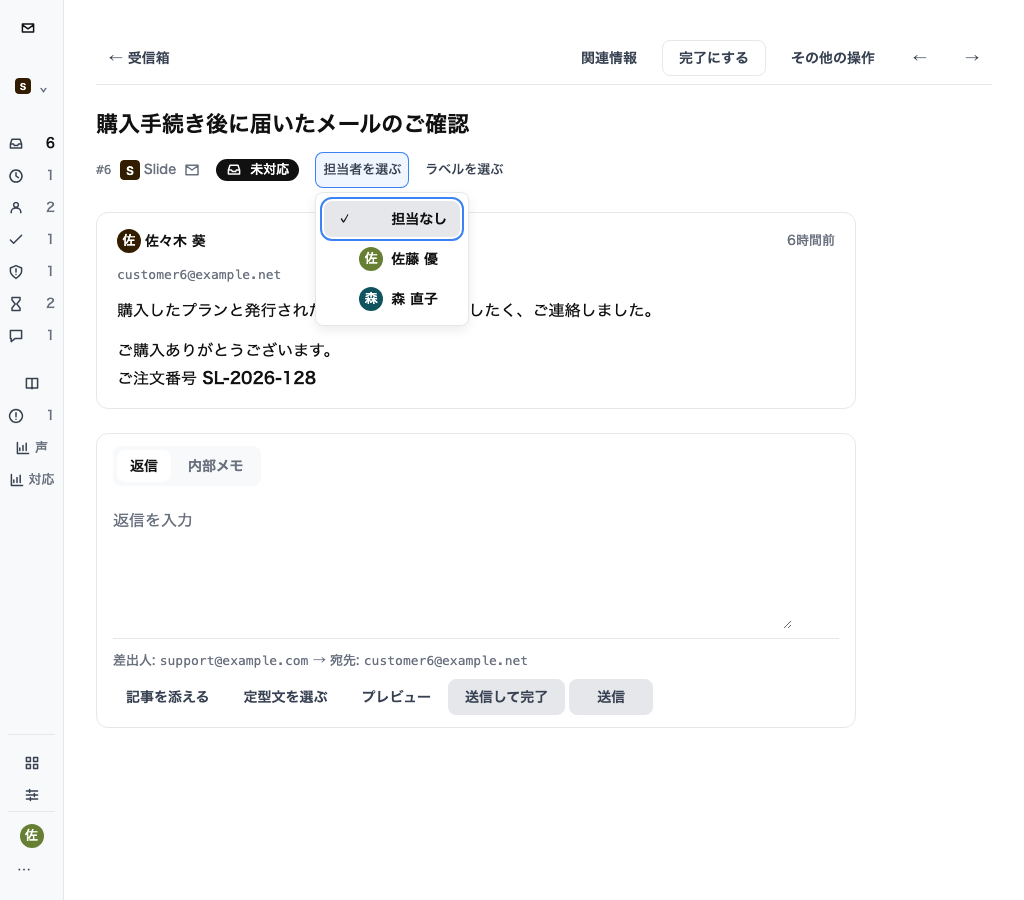 ← 受信箱
関連情報
完了にする
その他の操作
←
→
S
6
1
2
1
1
2
1
1
声
対応
佐
…
購入手続き後に届いたメールのご確認
#6 S Slide 未対応 担当者を選ぶ ラベルを選ぶ
✓ 担当なし
佐 佐藤 優
森 森 直子
佐 佐々木 葵
6時間前
customer6@example.net
購入したプランと発行され
したく、ご連絡しました。
ご購入ありがとうございます。
ご注文番号 SL-2026-128
返信 内部メモ
返信を入力
差出人: support@example.com → 宛先: customer6@example.net
記事を添える 定型文を選ぶ プレビュー 送信して完了 送信